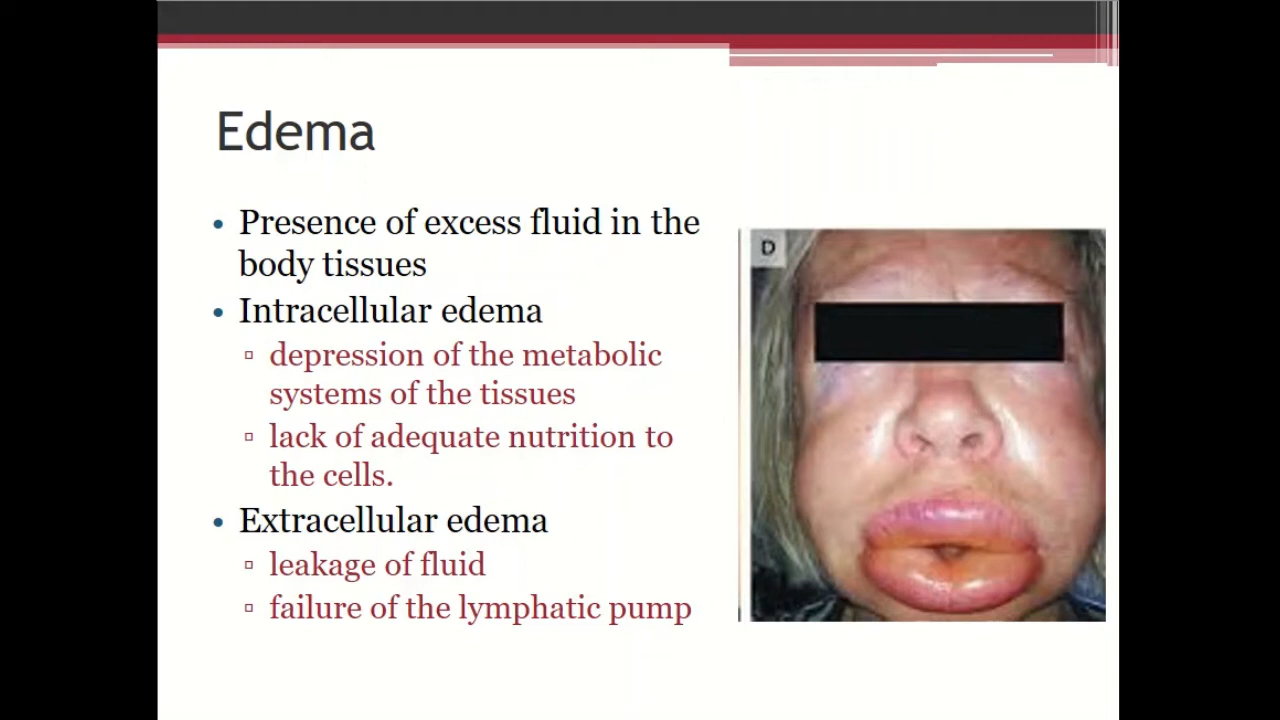 Edema
• Presence of excess fluid in the
body tissues
• Intracellular edema
▫ depression of the metabolic
systems of the tissues
▫ lack of adequate nutrition to
the cells.
• Extracellular edema
▫ leakage of fluid
▫ failure of the lymphatic pump
D